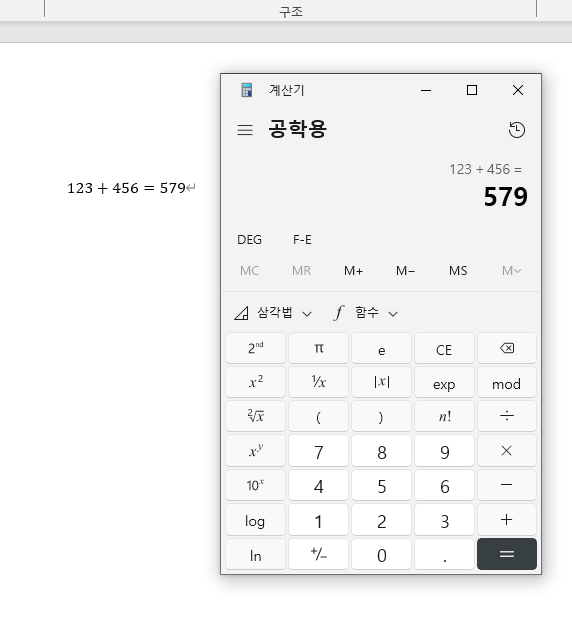 구조
계산기
공학용
123 + 456 =
123 + 456 = 579↵
579
DEG F-E
MC MR M+ M− MS M
삼각법 f 함수
2ⁿᵈ π e CE
x² ¹/x |x| exp mod
²√x ( ) n! ÷
xʸ 7 8 9 ×
10ˣ 4 5 6 −
log 1 2 3 +
ln +/− 0 . =